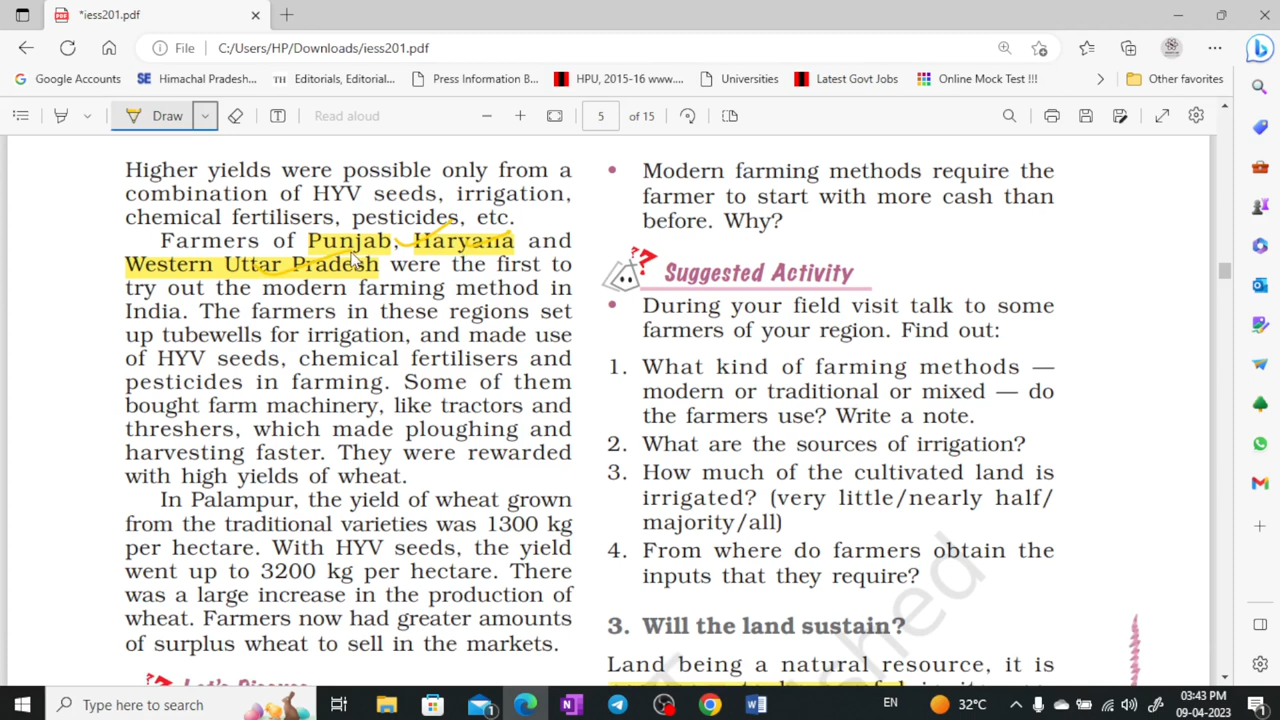 *iess201.pdf
File
C:/Users/HP/Downloads/iess201.pdf
Google Accounts
SE Himachal Pradesh...
TH Editorials, Editorial...
Press Information B...
HPU, 2015-16 www....
Universities
Latest Govt Jobs
Online Mock Test !!!
Other favorites
Draw
Read aloud
5 of 15
Higher yields were possible only from a
combination of HYV seeds, irrigation,
chemical fertilisers, pesticides, etc.
Farmers of Punjab, Haryana and
Western Uttar Pradesh were the first to
try out the modern farming method in
India. The farmers in these regions set
up tubewells for irrigation, and made use
of HYV seeds, chemical fertilisers and
pesticides in farming. Some of them
bought farm machinery, like tractors and
threshers, which made ploughing and
harvesting faster. They were rewarded
with high yields of wheat.
In Palampur, the yield of wheat grown
from the traditional varieties was 1300 kg
per hectare. With HYV seeds, the yield
went up to 3200 kg per hectare. There
was a large increase in the production of
wheat. Farmers now had greater amounts
of surplus wheat to sell in the markets.
• Modern farming methods require the
farmer to start with more cash than
before. Why?
Suggested Activity
• During your field visit talk to some
farmers of your region. Find out:
1. What kind of farming methods —
modern or traditional or mixed — do
the farmers use? Write a note.
2. What are the sources of irrigation?
3. How much of the cultivated land is
irrigated? (very little/nearly half/
majority/all)
4. From where do farmers obtain the
inputs that they require?
3. Will the land sustain?
Land being a natural resource, it is
Type here to search
1
EN
32°C
03:43 PM
09-04-2023
1